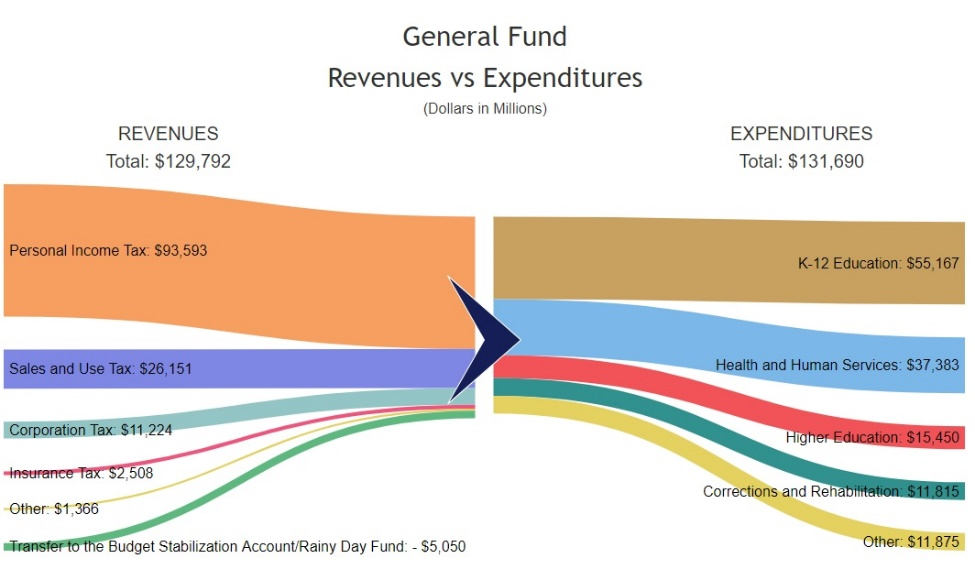 General Fund
Revenues vs Expenditures
(Dollars in Millions)
REVENUES
Total: $129,792
EXPENDITURES
Total: $131,690
Personal Income Tax: $93,593
Sales and Use Tax: $26,151
Corporation Tax: $11,224
Insurance Tax: $2,508
Other: $1,366
Transfer to the Budget Stabilization Account/Rainy Day Fund: - $5,050
K-12 Education: $55,167
Health and Human Services: $37,383
Higher Education: $15,450
Corrections and Rehabilitation: $11,815
Other: $11,875